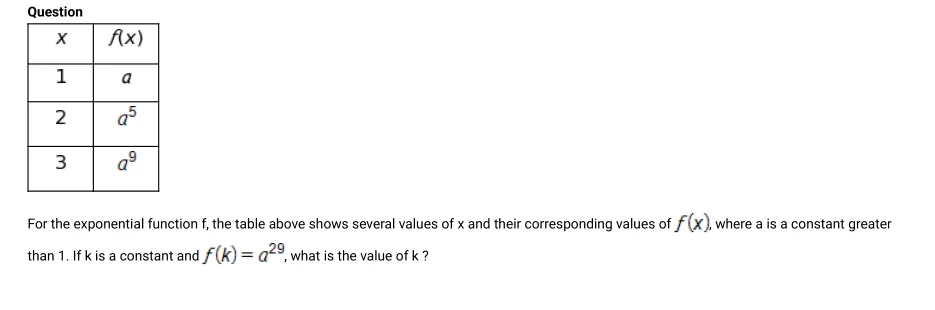 Question
x f(x)
1 a
2 a⁵
3 a⁹
For the exponential function f, the table above shows several values of x and their corresponding values of f(x), where a is a constant greater
than 1. If k is a constant and f(k) = a²⁹, what is the value of k ?